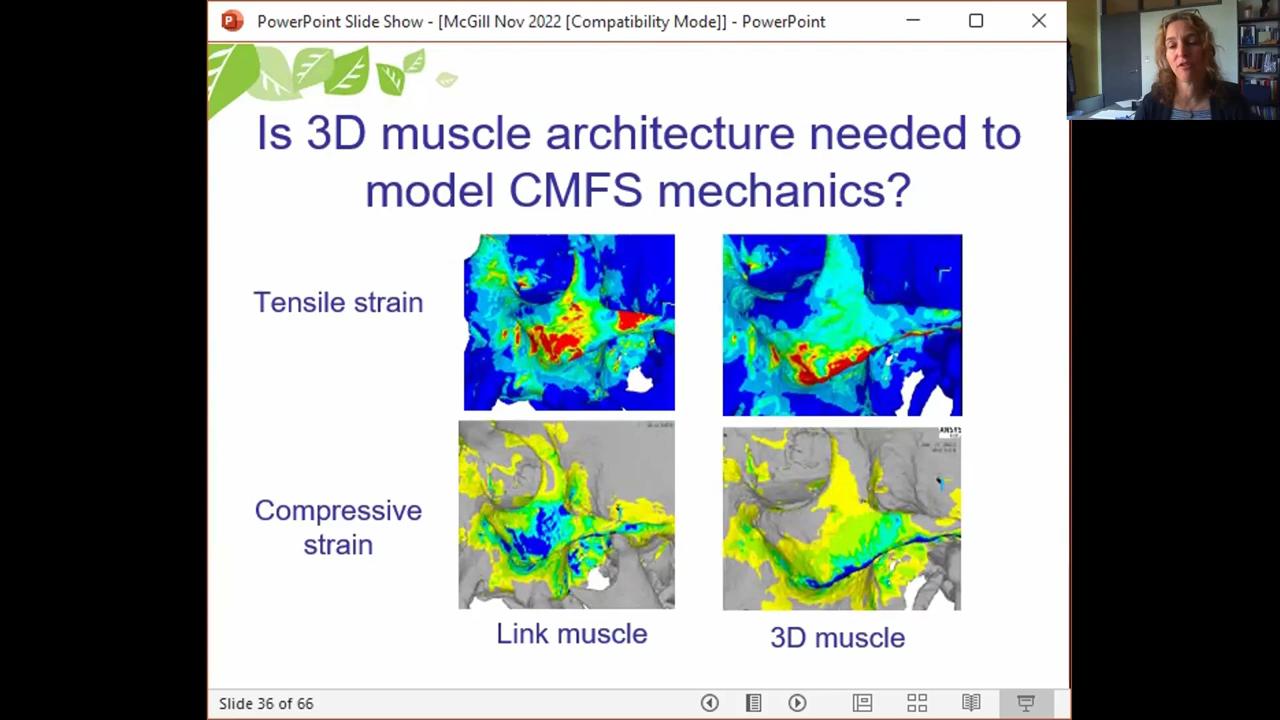 PowerPoint Slide Show - [McGill Nov 2022 [Compatibility Mode]] - PowerPoint
Is 3D muscle architecture needed to
model CMFS mechanics?
Tensile strain
Compressive
strain
ANSYS
Link muscle
3D muscle
Slide 36 of 66